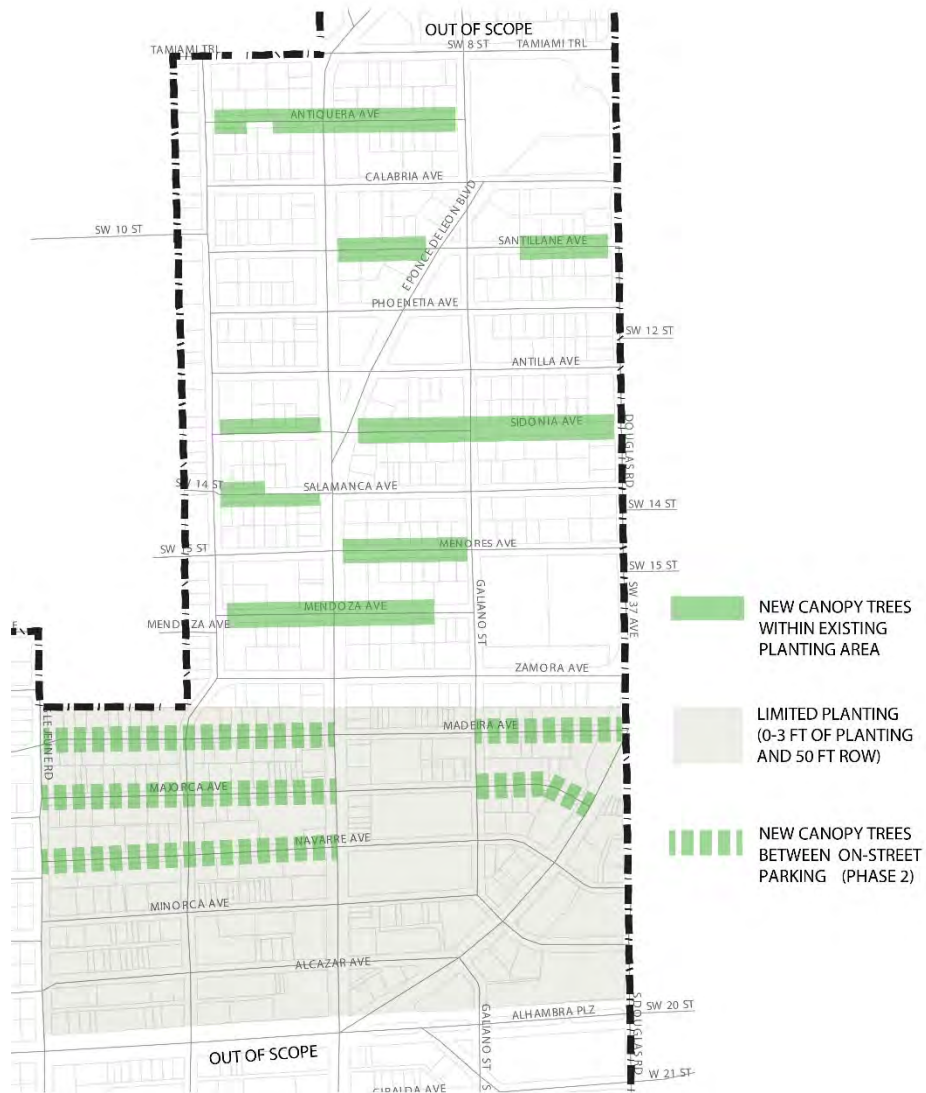 OUT OF SCOPE
SW 8 ST
TAMIAMI TRL
TAMIAMI TRL
ANTIQUERA AVE
CALABRIA AVE
E PONCE DE LEON BLVD
SW 10 ST
SANTILLANE AVE
PHOENETIA AVE
SW 12 ST
ANTILLA AVE
SIDONIA AVE
DOUGLAS RD
SW 14 ST
SALAMANCA AVE
SW 14 ST
MENORES AVE
SW 15 ST
SW 15 ST
GALIANO ST
SW 37 AVE
MENDOZA AVE
MENDOZA AVE
E
ZAMORA AVE
NEW CANOPY TREES
WITHIN EXISTING
PLANTING AREA
LIMITED PLANTING
(0-3 FT OF PLANTING
AND 50 FT ROW)
NEW CANOPY TREES
BETWEEN ON-STREET
PARKING (PHASE 2)
MADEIRA AVE
MAJORCA AVE
NAVARRE AVE
MINORCA AVE
ALCAZAR AVE
GALIANO ST
S
ALHAMBRA PLZ
S DOUGLAS RD
SW 20 ST
OUT OF SCOPE
W 21 ST